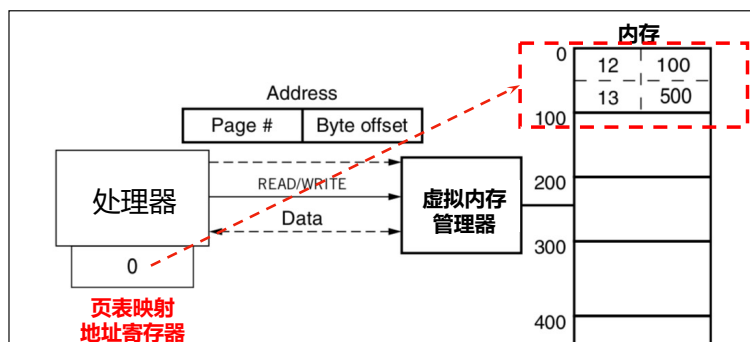 内存
0
12 100
13 500
Address
Page # Byte offset
100
处理器
READ/WRITE
Data
虚拟内存
管理器
200
0
300
页表映射
地址寄存器
400